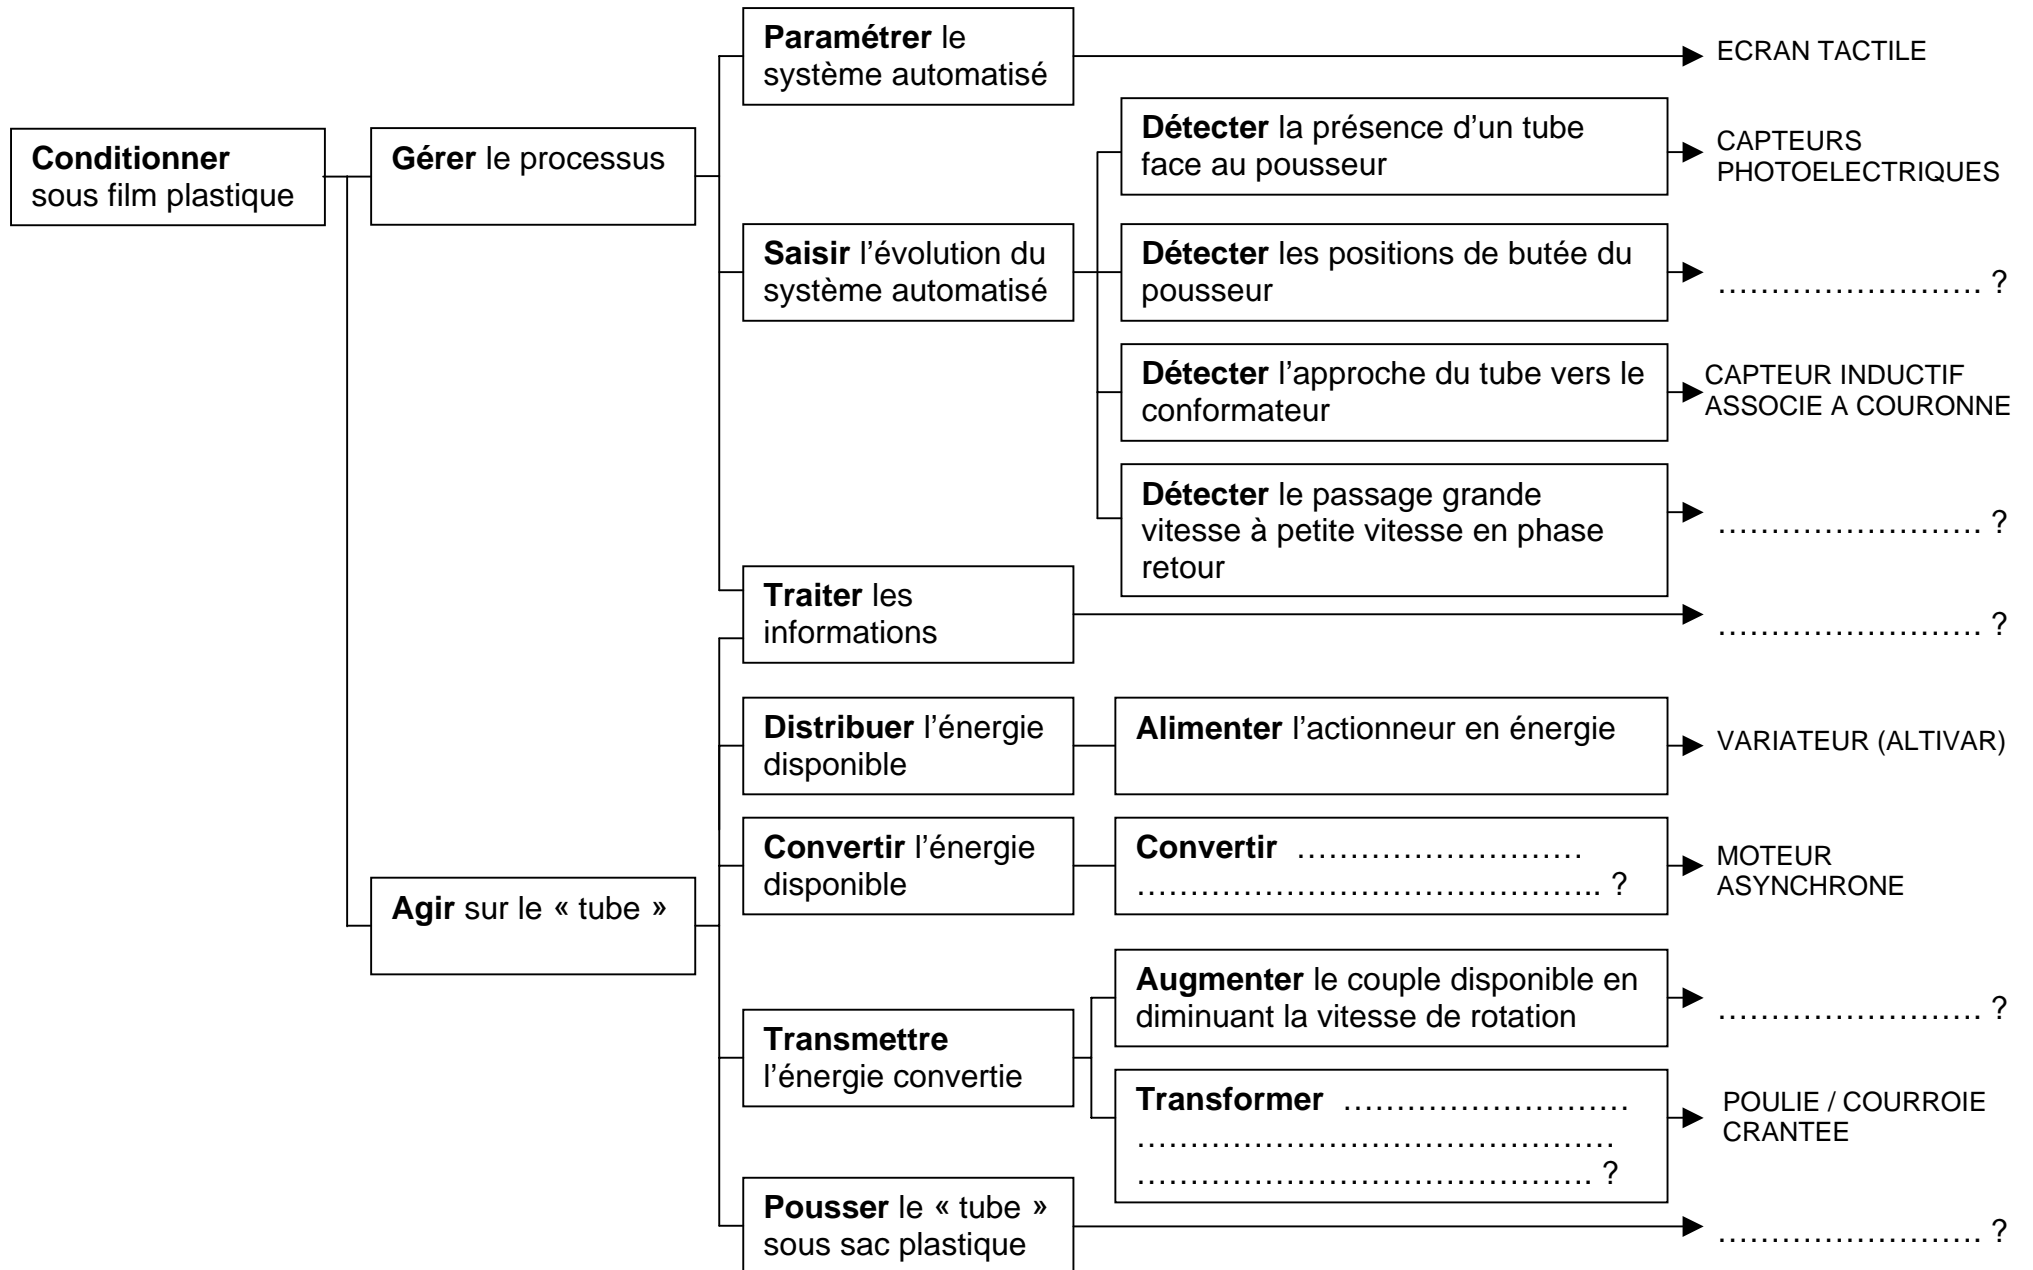 Paramétrer le
système automatisé
ECRAN TACTILE
Conditionner
sous film plastique
Gérer le processus
Détecter la présence d’un tube
face au pousseur
CAPTEURS
PHOTOELECTRIQUES
Saisir l’évolution du
système automatisé
Détecter les positions de butée du
pousseur
……………………. ?
Détecter l’approche du tube vers le
conformateur
CAPTEUR INDUCTIF
ASSOCIE A COURONNE
Détecter le passage grande
vitesse à petite vitesse en phase
retour
……………………. ?
Traiter les
informations
……………………. ?
Distribuer l’énergie
disponible
Alimenter l’actionneur en énergie
VARIATEUR (ALTIVAR)
Convertir l’énergie
disponible
Convertir ………………………
…………………………………….. ?
MOTEUR
ASYNCHRONE
Agir sur le « tube »
Augmenter le couple disponible en
diminuant la vitesse de rotation
……………………. ?
Transmettre
l’énergie convertie
Transformer ………………………
………………………………………
……………………………………. ?
POULIE / COURROIE
CRANTEE
Pousser le « tube »
sous sac plastique
……………………. ?